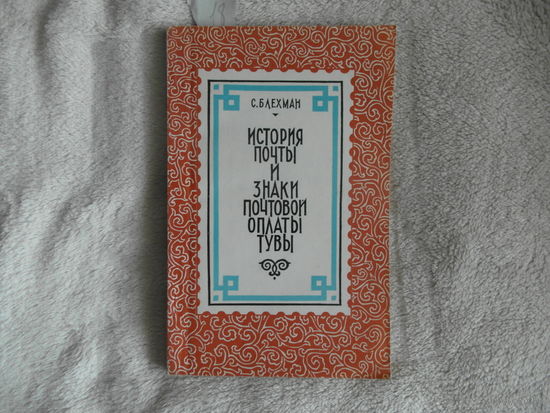 С. БЛЕХМАН
ИСТОРИЯ
ПОЧТЫ
И
ЗНАКИ
ПОЧТОВОЙ
ОПЛАТЫ
ТУВЫ